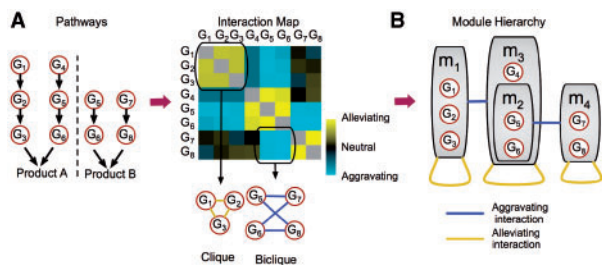 A
Pathways
G1 G4
G2 G5 G5 G7
G3 G6 G6 G8
Product A Product B
Interaction Map
G1 G2 G3 G4 G5 G6 G7 G8
G1
G2
G3
G4
G5
G6
G7
G8
Alleviating
Neutral
Aggravating
G1 G2
G3
G5 G7
G6 G8
Clique Biclique
B
Module Hierarchy
m1
G1
G2
G3
m3
G4
m2
G5
G6
m4
G7
G8
Aggravating
interaction
Alleviating
interaction